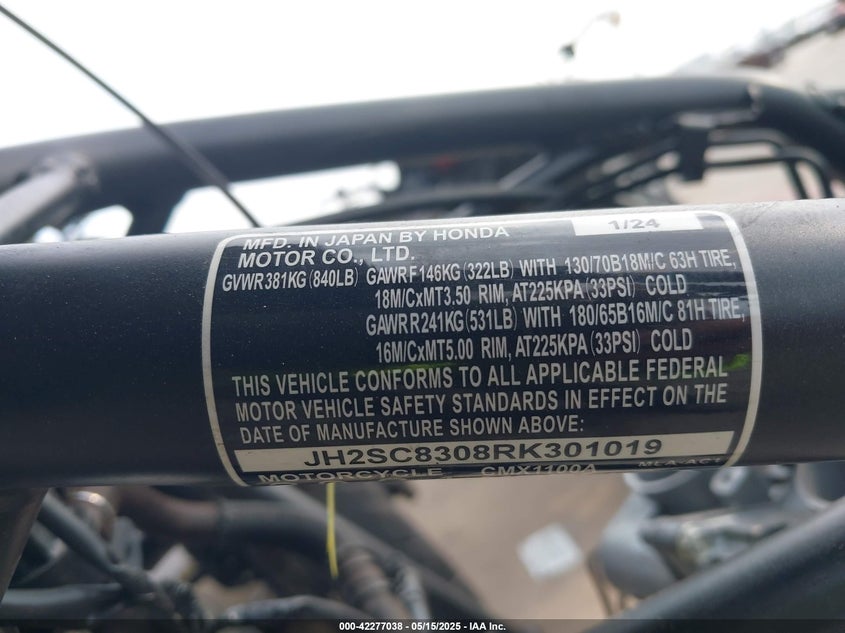 MFD. IN JAPAN BY HONDA 1/24
MOTOR CO., LTD.
GVWR381KG(840LB) GAWRF146KG(322LB) WITH 130/70B18M/C 63H TIRE,
18M/CxMT3.50 RIM, AT225KPA(33PSI) COLD
GAWRR241KG(531LB) WITH 180/65B16M/C 81H TIRE,
16M/CxMT5.00 RIM, AT225KPA(33PSI) COLD
THIS VEHICLE CONFORMS TO ALL APPLICABLE FEDERAL
MOTOR VEHICLE SAFETY STANDARDS IN EFFECT ON THE
DATE OF MANUFACTURE SHOWN ABOVE:
JH2SC8308RK301019
MOTORCYCLE CMX1100A MLA-AC1
000-42277038 - 05/15/2025 - IAA Inc.